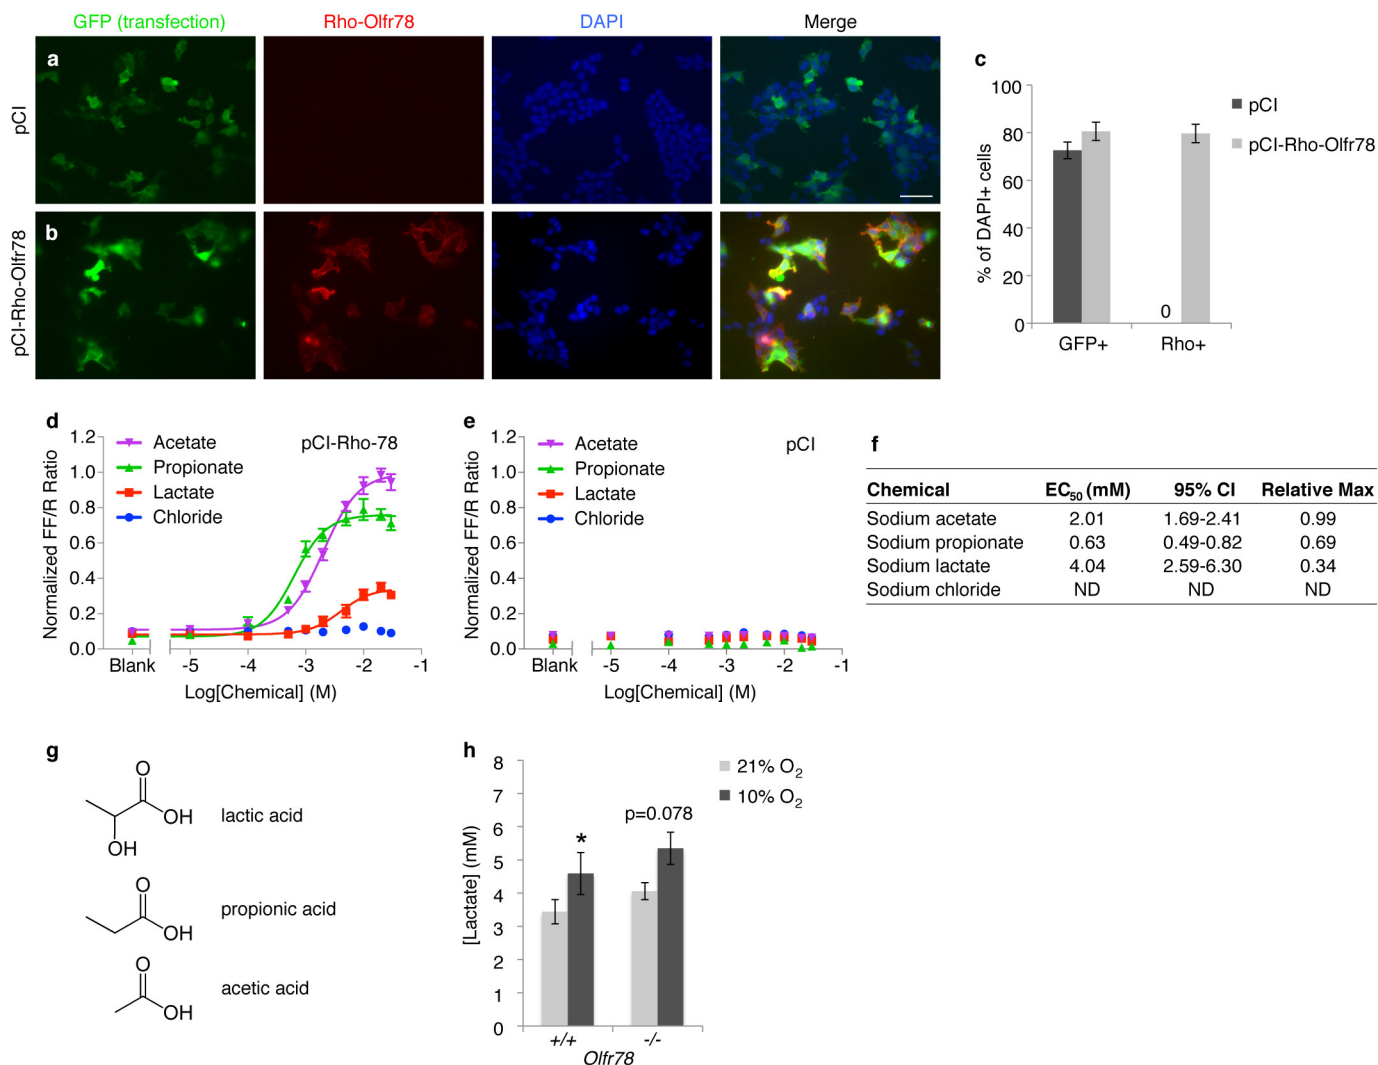 GFP (transfection) Rho-Olfr78 DAPI Merge
a
pCI
b
pCI-Rho-Olfr78
c
100
80
60
40
20
0
% of DAPI+ cells
0
GFP+ Rho+
pCI
pCI-Rho-Olfr78
d
1.2
1.0
0.8
0.6
0.4
0.2
0.0
Normalized FF/R Ratio
Acetate
Propionate
Lactate
Chloride
pCI-Rho-78
Blank -5 -4 -3 -2 -1
Log[Chemical] (M)
e
1.2
1.0
0.8
0.6
0.4
0.2
0.0
Normalized FF/R Ratio
Acetate
Propionate
Lactate
Chloride
pCI
Blank -5 -4 -3 -2 -1
Log[Chemical] (M)
f
Chemical EC50 (mM) 95% CI Relative Max
Sodium acetate 2.01 1.69-2.41 0.99
Sodium propionate 0.63 0.49-0.82 0.69
Sodium lactate 4.04 2.59-6.30 0.34
Sodium chloride ND ND ND
g
O
OH
OH
lactic acid
O
OH
propionic acid
O
OH
acetic acid
h
8
7
6
5
4
3
2
1
0
[Lactate] (mM)
*
p=0.078
21% O2
10% O2
+/+ -/-
Olfr78